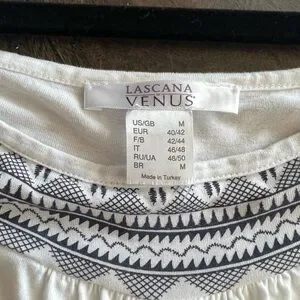 LASCANA
VENUS
US/GB M
EUR 40/42
F/B 42/44
IT 46/48
RU/UA 48/50
BR M
Made in Turkey